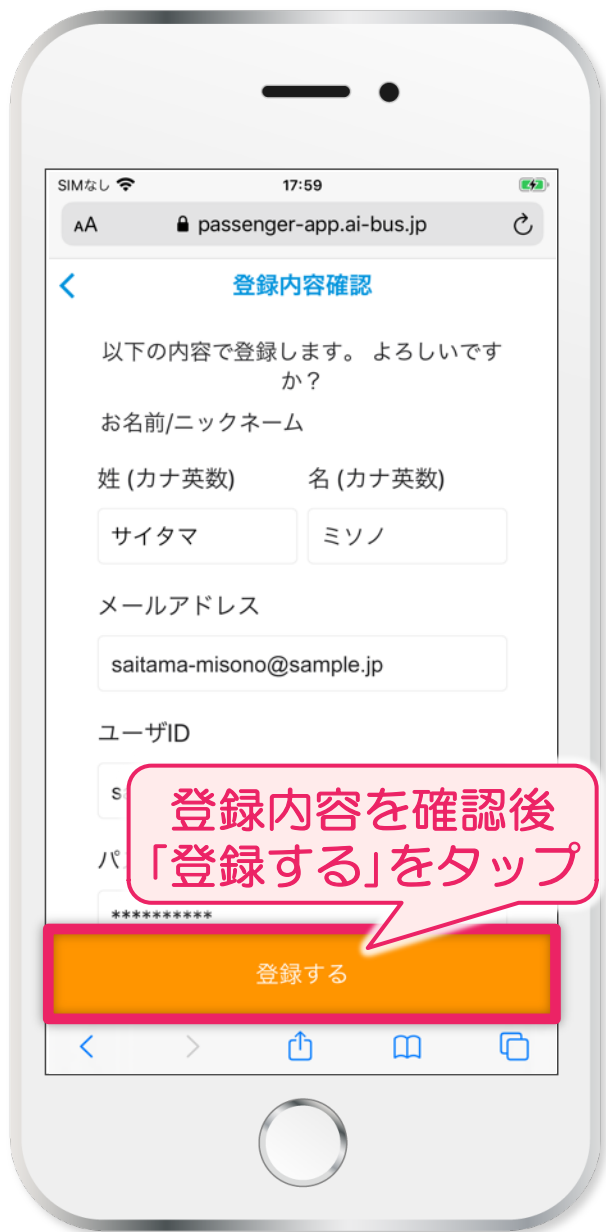 SIMなし 17:59
AA passenger-app.ai-bus.jp
登録内容確認
以下の内容で登録します。 よろしいです
か？
お名前/ニックネーム
姓 (カナ英数) 名 (カナ英数)
サイタマ ミソノ
メールアドレス
saitama-misono@sample.jp
ユーザID
登録内容を確認後
「登録する」をタップ
**********
登録する